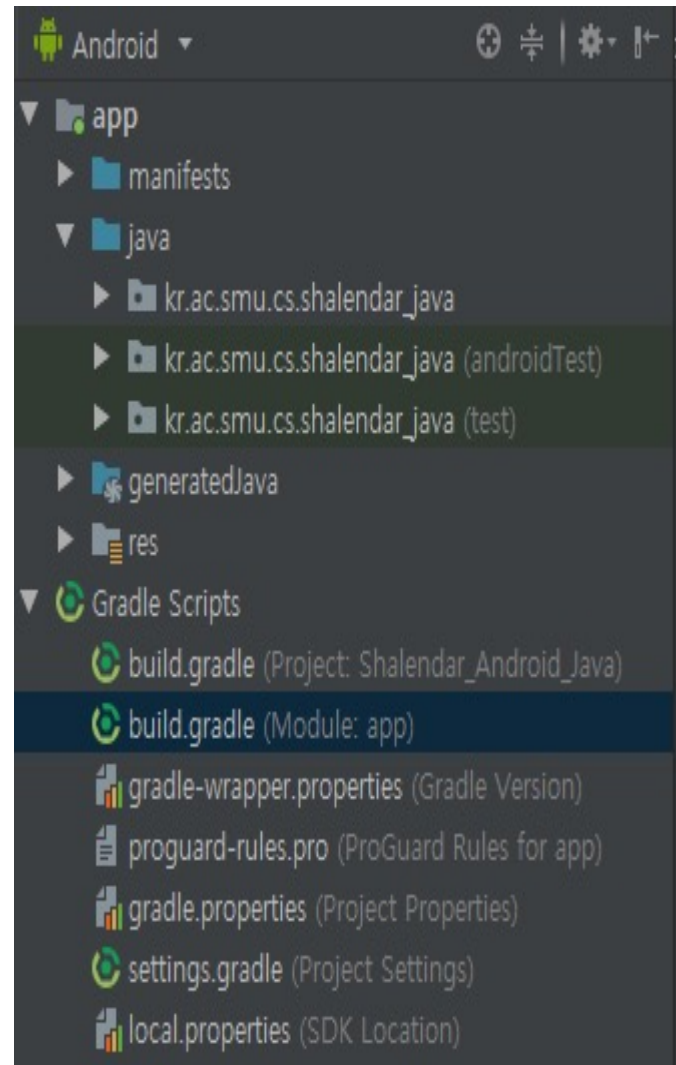 Android
app
manifests
java
kr.ac.smu.cs.shalendar_java
kr.ac.smu.cs.shalendar_java (androidTest)
kr.ac.smu.cs.shalendar_java (test)
generatedJava
res
Gradle Scripts
build.gradle (Project: Shalendar_Android_Java)
build.gradle (Module: app)
gradle-wrapper.properties (Gradle Version)
proguard-rules.pro (ProGuard Rules for app)
gradle.properties (Project Properties)
settings.gradle (Project Settings)
local.properties (SDK Location)